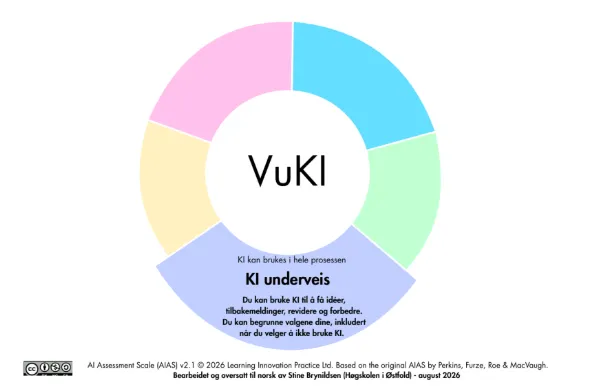 VuKI
KI kan brukes i hele prosessen
KI underveis
Du kan bruke KI til å få idéer,
tilbakemeldinger, revidere og forbedre.
Du kan begrunne valgene dine, inkludert
når du velger å ikke bruke KI.
AI Assessment Scale (AIAS) v2.1 © 2026 Learning Innovation Practice Ltd. Based on the original AIAS by Perkins, Furze, Roe & MacVaugh.
Bearbeidet og oversatt til norsk av Stine Brynildsen (Høgskolen i Østfold) - august 2026